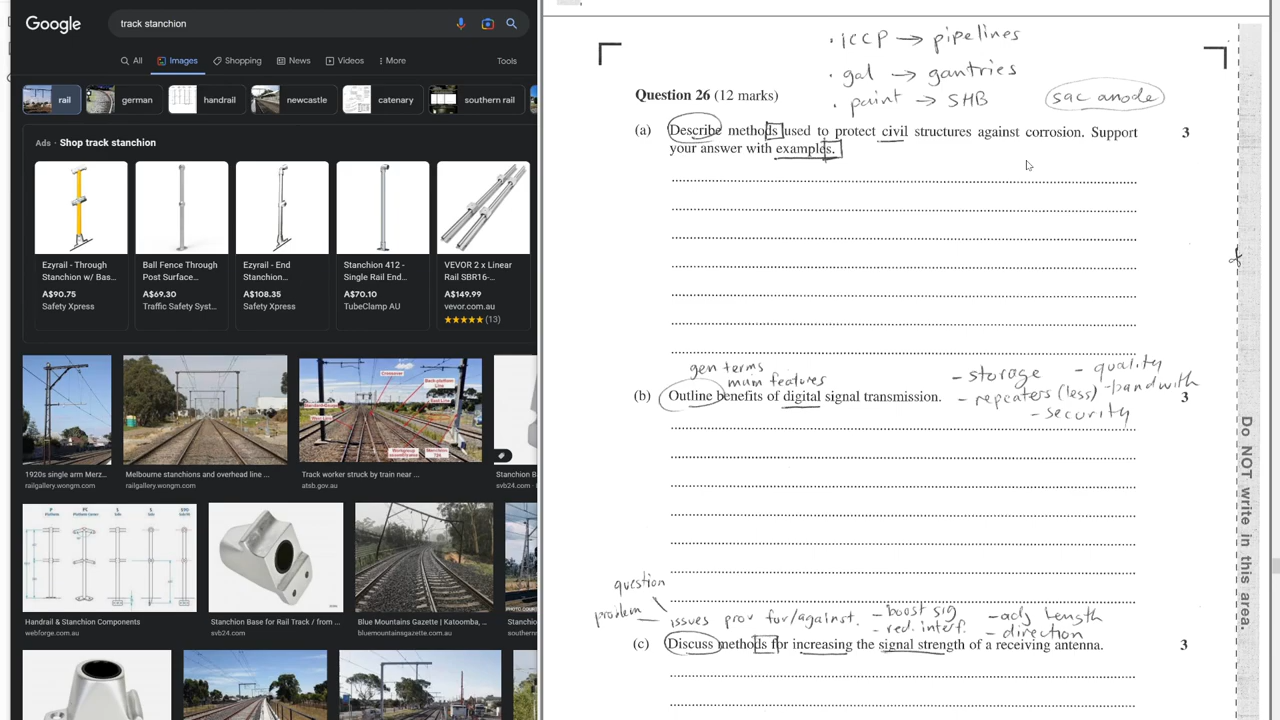 Google
track stanchion
All
Images
Shopping
News
Videos
More
Tools
rail
german
handrail
newcastle
catenary
southern rail
Ads · Shop track stanchion
Ezyrail - Through
Stanchion w/ Bas...
A$90.75
Safety Xpress
Ball Fence Through
Post Surface...
A$69.30
Traffic Safety Syst...
Ezyrail - End
Stanchion...
A$108.35
Safety Xpress
Stanchion 412 -
Single Rail End...
A$70.10
TubeClamp AU
VEVOR 2 x Linear
Rail SBR16-...
A$149.99
vevor.com.au
(13)
1920s single arm Merz...
railgallery.wongm.com
Melbourne stanchions and overhead line ...
railgallery.wongm.com
Crossover
Track worker struck by train near ...
atsb.gov.au
Stanchion B
svb24.com ·
Handrail & Stanchion Components
webforge.com.au
Stanchion Base for Rail Track / from ...
svb24.com
Blue Mountains Gazette | Katoomba, ...
bluemountainsgazette.com.au
Southern
southerrn
· ICCP → pipelines
· gal → gantries
· paint → SHB
sac anode
Question 26 (12 marks)
(a) Describe methods used to protect civil structures against corrosion. Support 3
your answer with examples.
gen terms
mum features
- storage
- quality
- repeaters (less)
- bandwith
- security
(b) Outline benefits of digital signal transmission. 3
question
problem
issues prov for/against.
- boost sig
- red. interf.
- adj length
- direction
(c) Discuss methods for increasing the signal strength of a receiving antenna. 3
Do NOT write in this area.